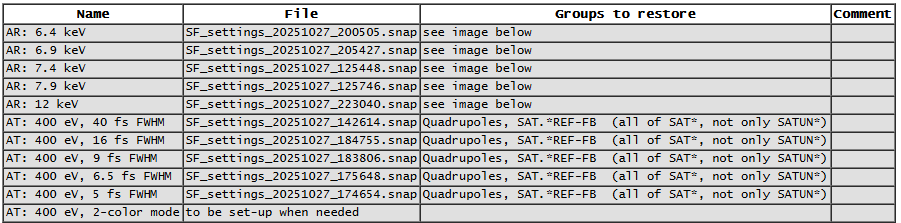 Name File Groups to restore Comment
AR: 6.4 keV SF_settings_20251027_200505.snap see image below
AR: 6.9 keV SF_settings_20251027_205427.snap see image below
AR: 7.4 keV SF_settings_20251027_125448.snap see image below
AR: 7.9 keV SF_settings_20251027_125746.snap see image below
AR: 12 keV SF_settings_20251027_223040.snap see image below
AT: 400 eV, 40 fs FWHM SF_settings_20251027_142614.snap Quadrupoles, SAT.*REF-FB (all of SAT*, not only SATUN*)
AT: 400 eV, 16 fs FWHM SF_settings_20251027_184755.snap Quadrupoles, SAT.*REF-FB (all of SAT*, not only SATUN*)
AT: 400 eV, 9 fs FWHM SF_settings_20251027_183806.snap Quadrupoles, SAT.*REF-FB (all of SAT*, not only SATUN*)
AT: 400 eV, 6.5 fs FWHM SF_settings_20251027_175648.snap Quadrupoles, SAT.*REF-FB (all of SAT*, not only SATUN*)
AT: 400 eV, 5 fs FWHM SF_settings_20251027_174654.snap Quadrupoles, SAT.*REF-FB (all of SAT*, not only SATUN*)
AT: 400 eV, 2-color mode to be set-up when needed